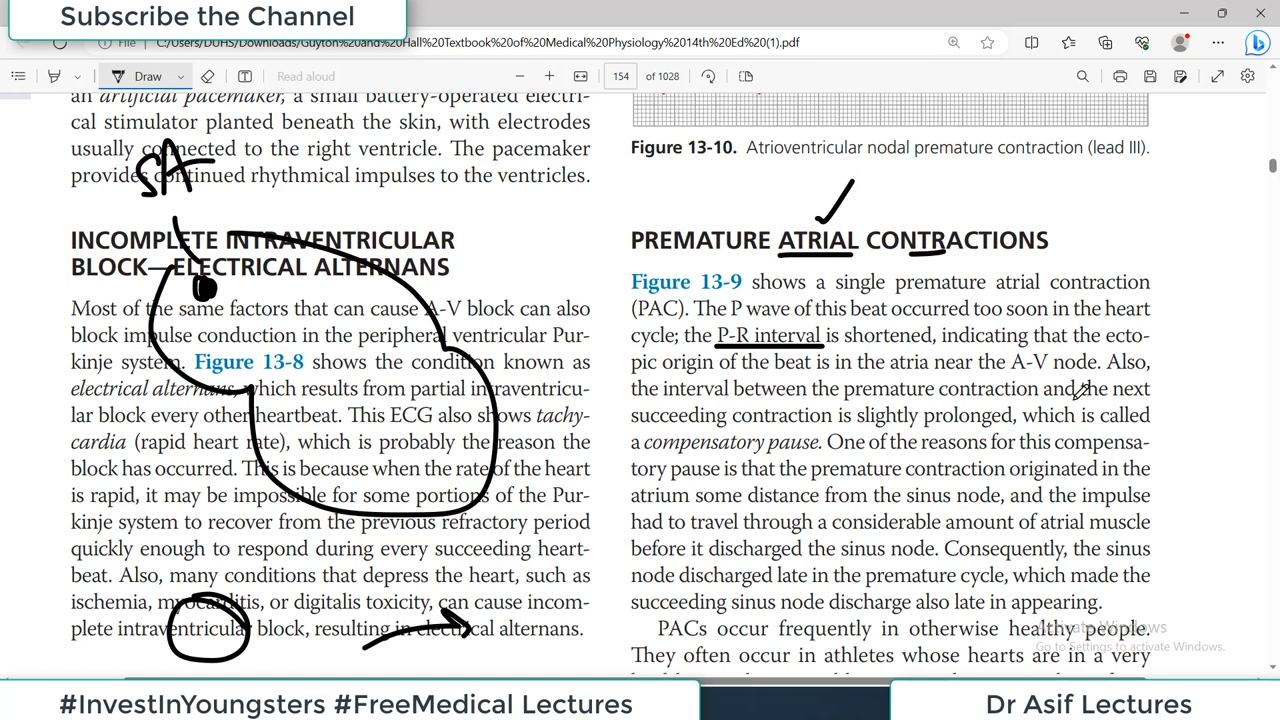 Subscribe the Channel
File
C:/Users/DUHS/Downloads/Guyton%20and%20Hall%20Textbook%20of%20Medical%20Physiology%2014th%20Ed%20(1).pdf
Draw
Read aloud
154 of 1028
an artificial pacemaker, a small battery-operated electri-
cal stimulator planted beneath the skin, with electrodes
usually connected to the right ventricle. The pacemaker
provides continued rhythmical impulses to the ventricles.
SA
INCOMPLETE INTRAVENTRICULAR
BLOCK—ELECTRICAL ALTERNANS
Most of the same factors that can cause A-V block can also
block impulse conduction in the peripheral ventricular Pur-
kinje system. Figure 13-8 shows the condition known as
electrical alternans, which results from partial intraventricu-
lar block every other heartbeat. This ECG also shows tachy-
cardia (rapid heart rate), which is probably the reason the
block has occurred. This is because when the rate of the heart
is rapid, it may be impossible for some portions of the Pur-
kinje system to recover from the previous refractory period
quickly enough to respond during every succeeding heart-
beat. Also, many conditions that depress the heart, such as
ischemia, myocarditis, or digitalis toxicity, can cause incom-
plete intraventricular block, resulting in electrical alternans.
Figure 13-10. Atrioventricular nodal premature contraction (lead III).
PREMATURE ATRIAL CONTRACTIONS
Figure 13-9 shows a single premature atrial contraction
(PAC). The P wave of this beat occurred too soon in the heart
cycle; the P-R interval is shortened, indicating that the ecto-
pic origin of the beat is in the atria near the A-V node. Also,
the interval between the premature contraction and the next
succeeding contraction is slightly prolonged, which is called
a compensatory pause. One of the reasons for this compensa-
tory pause is that the premature contraction originated in the
atrium some distance from the sinus node, and the impulse
had to travel through a considerable amount of atrial muscle
before it discharged the sinus node. Consequently, the sinus
node discharged late in the premature cycle, which made the
succeeding sinus node discharge also late in appearing.
PACs occur frequently in otherwise healthy people.
They often occur in athletes whose hearts are in a very
Activate Windows
Go to Settings to activate Windows.
#InvestInYoungsters #FreeMedical Lectures
Dr Asif Lectures